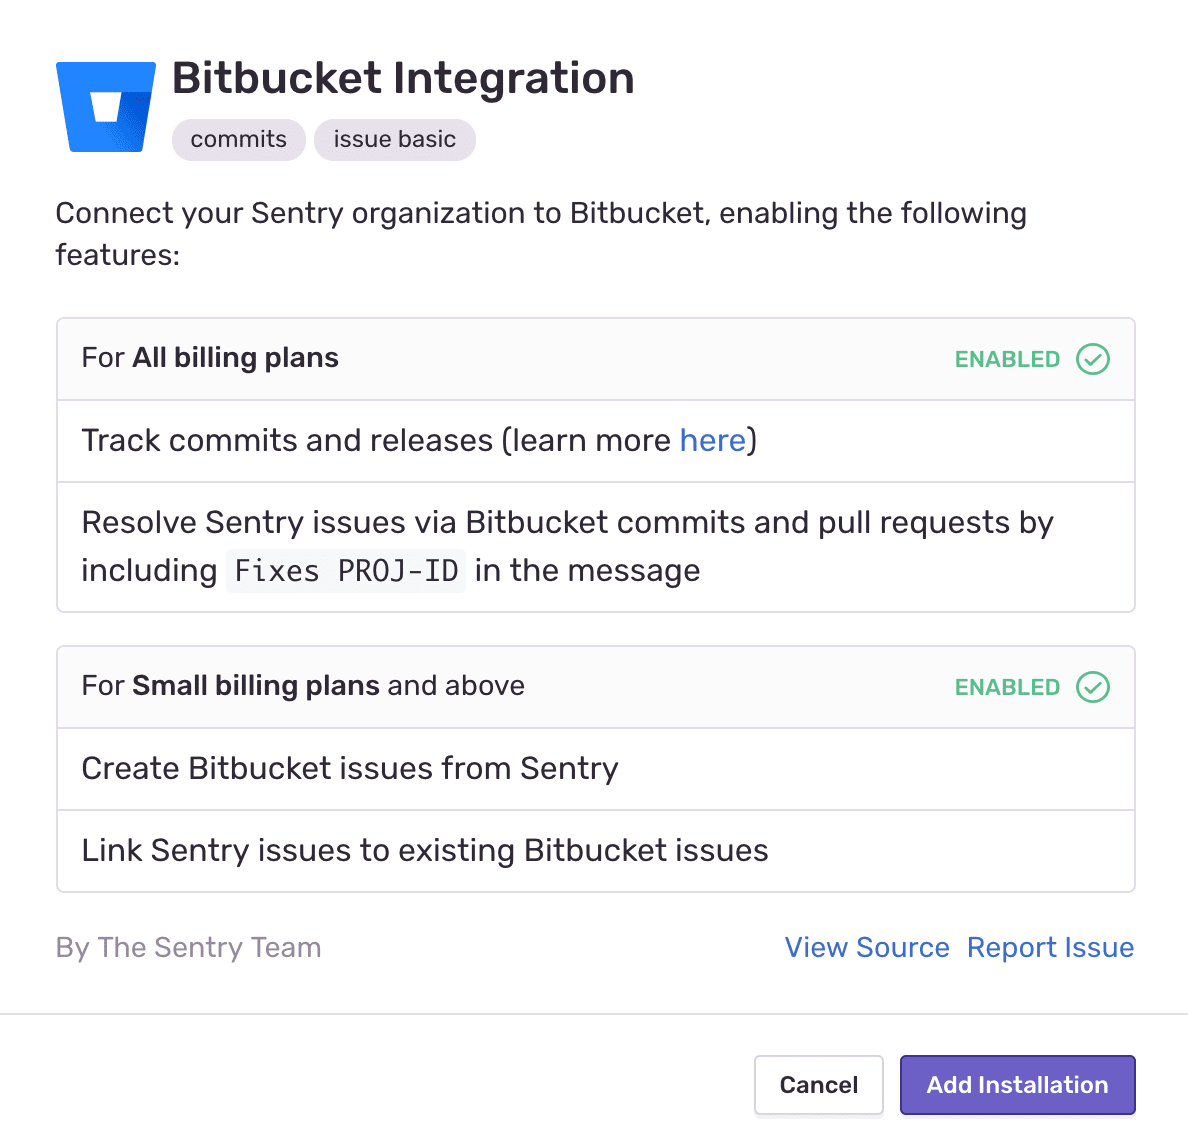 Bitbucket Integration
commits issue basic
Connect your Sentry organization to Bitbucket, enabling the following
features:
For All billing plans ENABLED
Track commits and releases (learn more here)
Resolve Sentry issues via Bitbucket commits and pull requests by
including Fixes PROJ-ID in the message
For Small billing plans and above ENABLED
Create Bitbucket issues from Sentry
Link Sentry issues to existing Bitbucket issues
By The Sentry Team View Source Report Issue
Cancel Add Installation